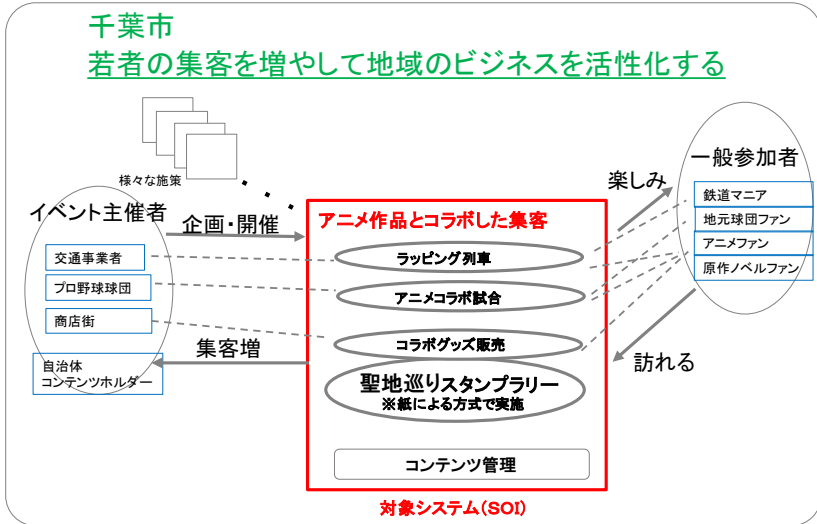 千葉市
若者の集客を増やして地域のビジネスを活性化する
様々な施策
イベント主催者
企画・開催
交通事業者
プロ野球球団
商店街
自治体
コンテンツホルダー
集客増
アニメ作品とコラボした集客
ラッピング列車
アニメコラボ試合
コラボグッズ販売
聖地巡りスタンプラリー
※紙による方式で実施
コンテンツ管理
対象システム(SOI)
楽しみ
一般参加者
鉄道マニア
地元球団ファン
アニメファン
原作ノベルファン
訪れる